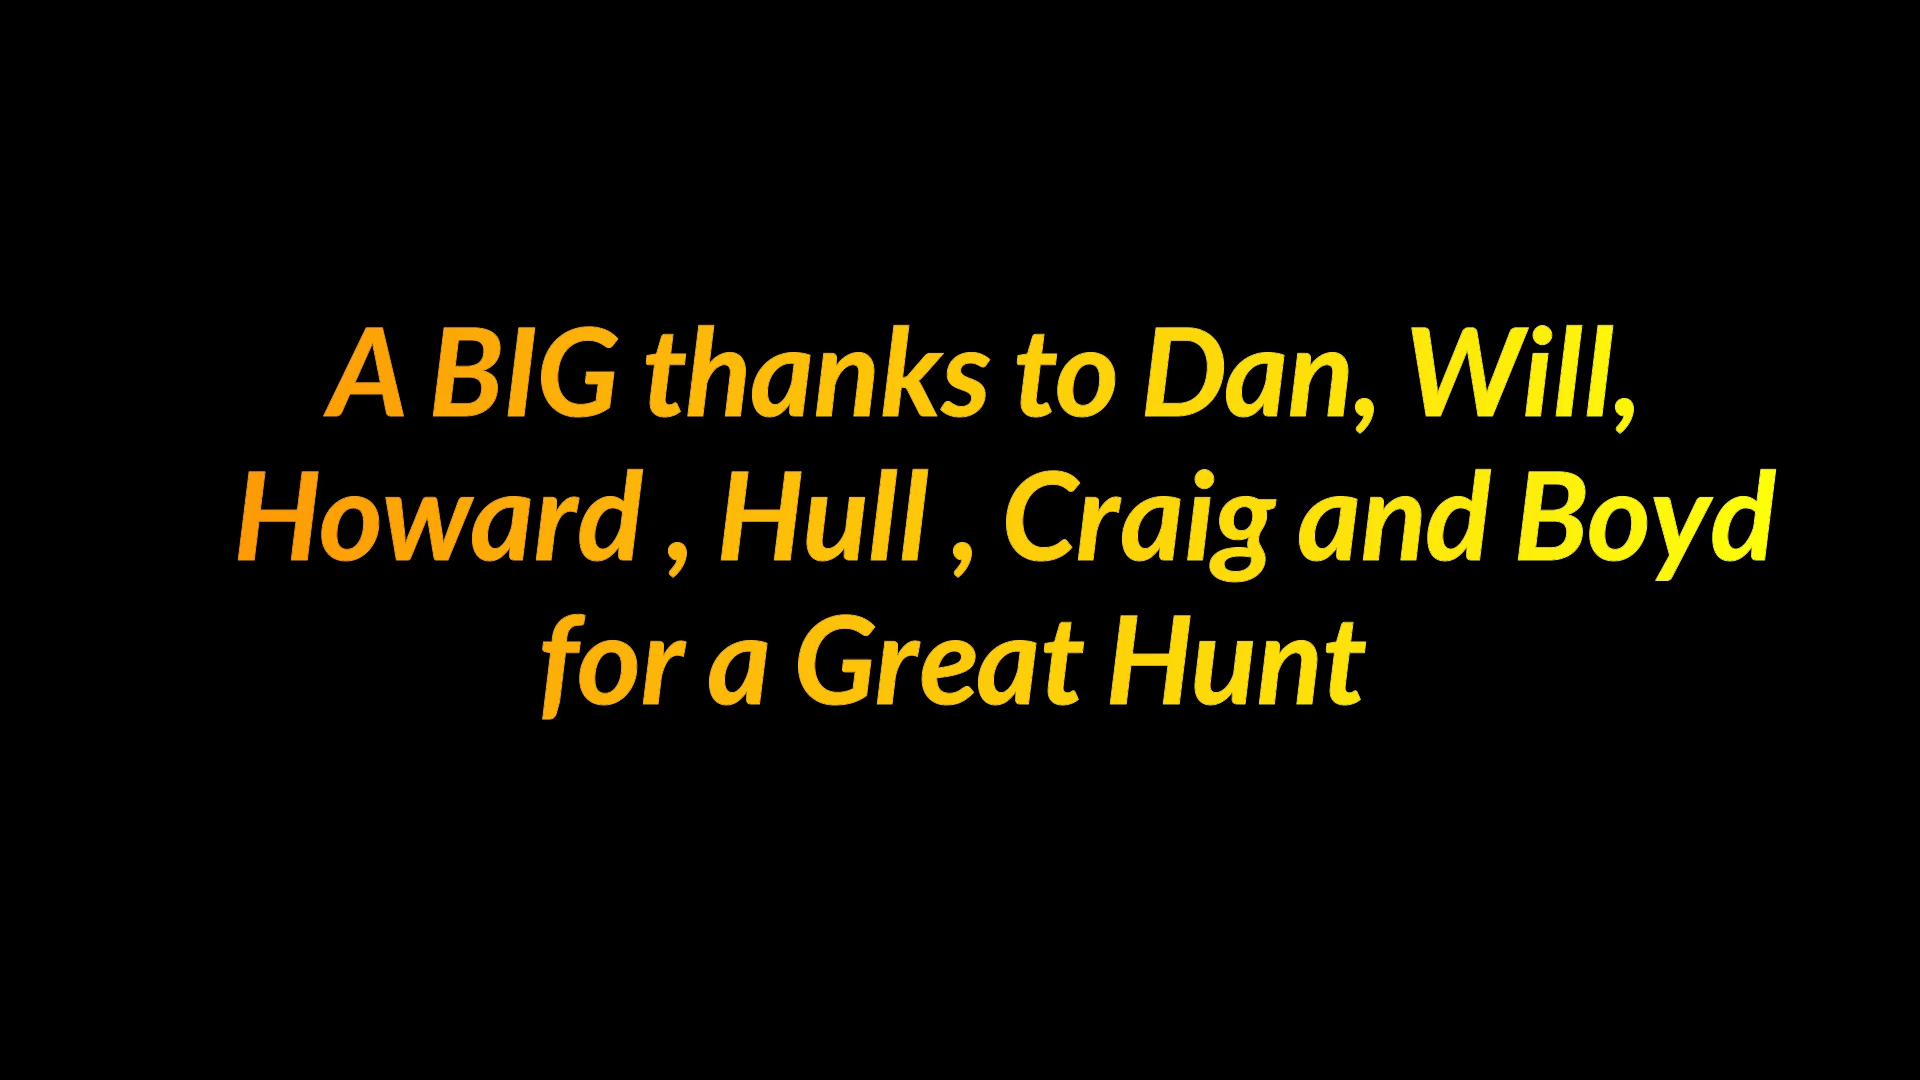 A BIG thanks to Dan, Will,
Howard , Hull , Craig and Boyd
for a Great Hunt